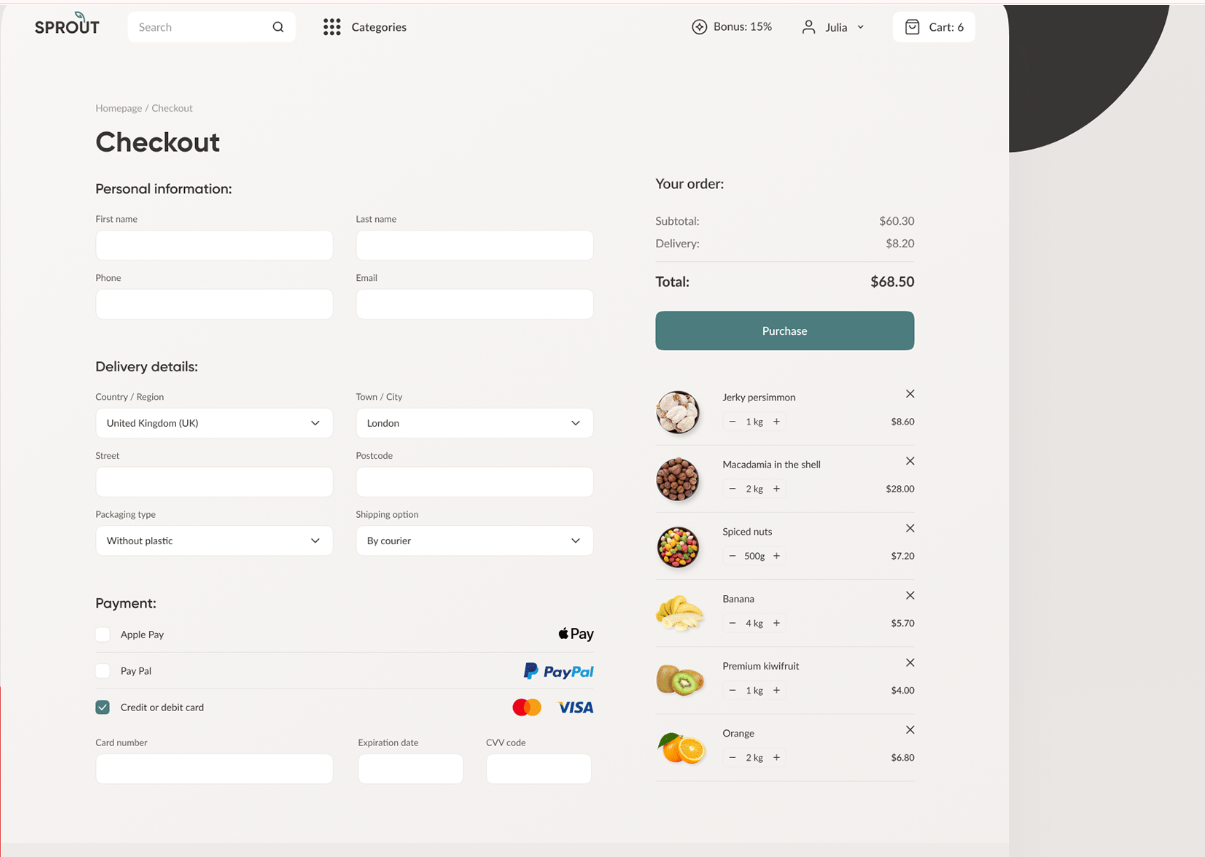 SPROUT
Search
Categories
Bonus: 15%
Julia
Cart: 6
Homepage / Checkout
Checkout
Personal information:
First name
Last name
Phone
Email
Delivery details:
Country / Region
Town / City
United Kingdom (UK)
London
Street
Postcode
Packaging type
Shipping option
Without plastic
By courier
Payment:
Apple Pay
Pay
Pay Pal
PayPal
Credit or debit card
VISA
Card number
Expiration date
CVV code
Your order:
Subtotal: $60.30
Delivery: $8.20
Total: $68.50
Purchase
Jerky persimmon
− 1 kg + $8.60
Macadamia in the shell
− 2 kg + $28.00
Spiced nuts
− 500g + $7.20
Banana
− 4 kg + $5.70
Premium kiwifruit
− 1 kg + $4.00
Orange
− 2 kg + $6.80